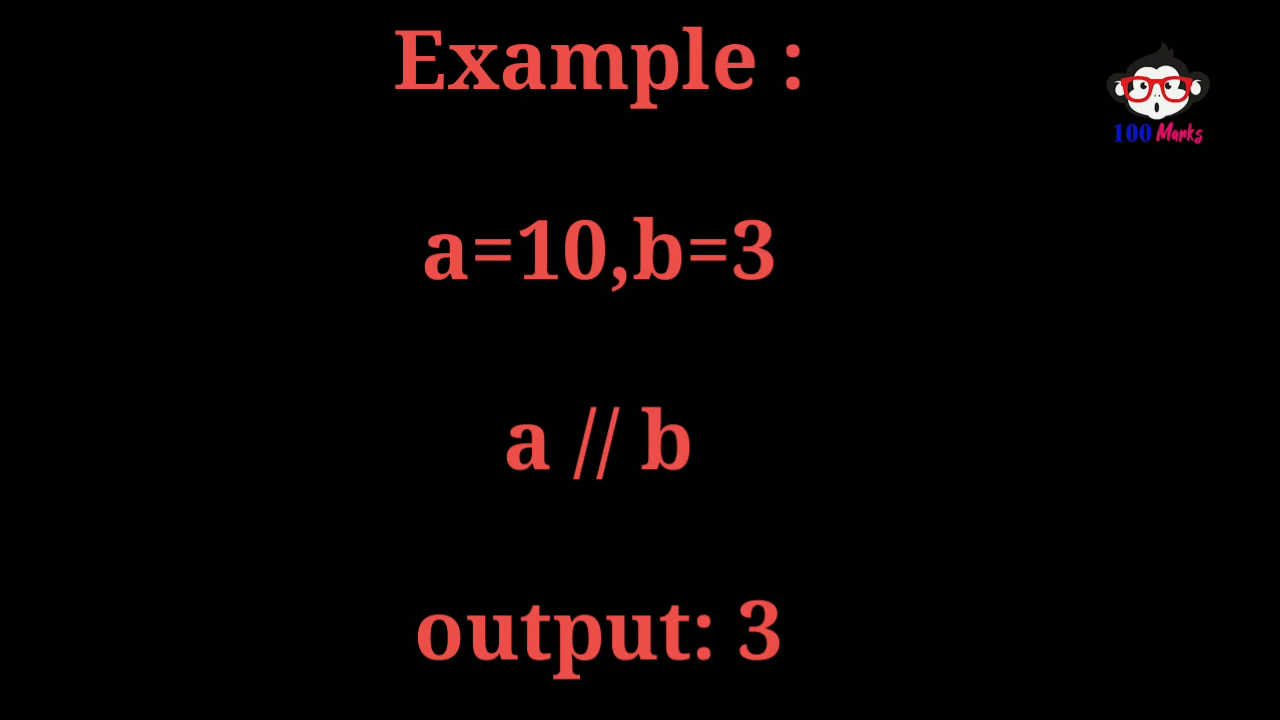 Example :
100 Marks
a=10,b=3
a // b
output: 3